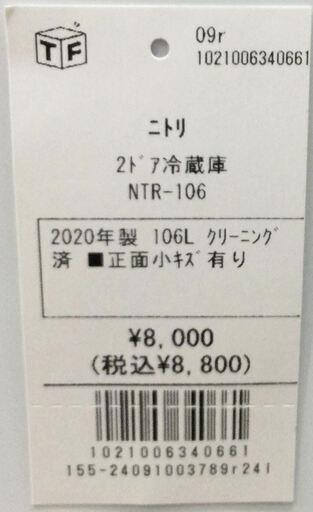 TF
09r
1021006340661
ニトリ
2ﾄﾞｱ冷蔵庫
NTR-106
2020年製 106L ｸﾘｰﾆﾝｸﾞ
済 ■正面小ｷｽﾞ有り
¥8,000
(税込¥8,800)
1021006340661
155-24091003789r24l